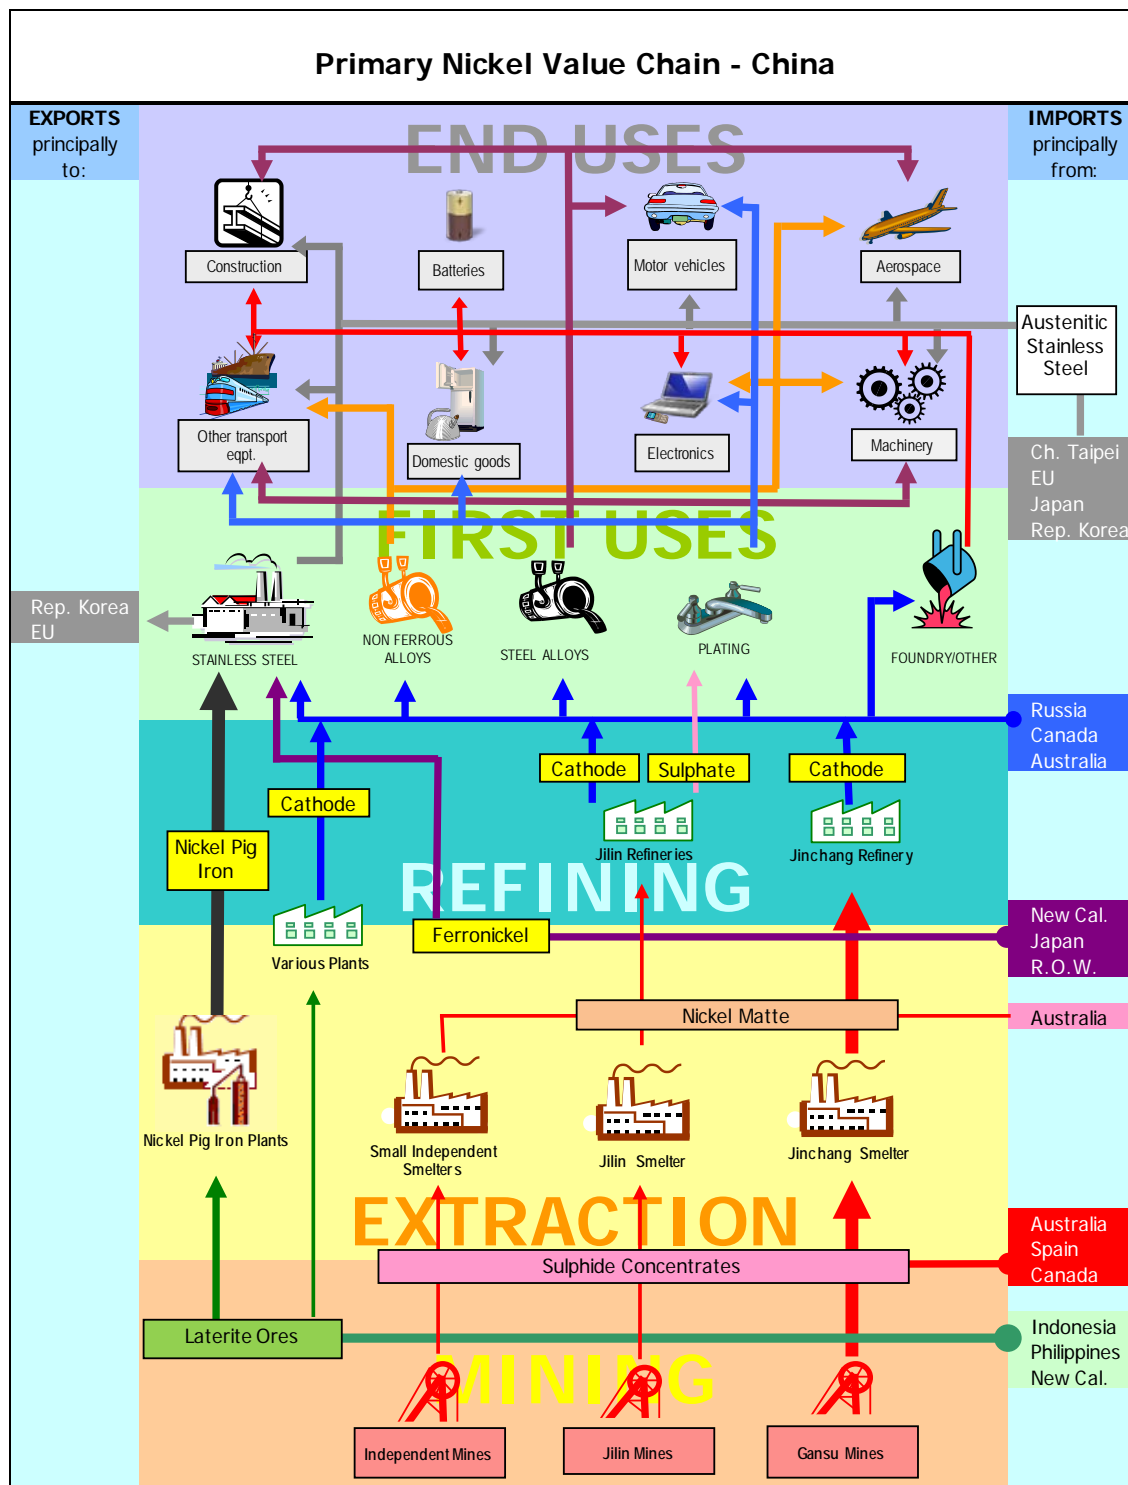 Primary Nickel Value Chain - China
EXPORTS
principally
to:
IMPORTS
principally
from:
END USES
Construction
Batteries
Motor vehicles
Aerospace
Austenitic
Stainless
Steel
Other transport
eqpt.
Domestic goods
Electronics
Machinery
Ch. Taipei
EU
Japan
Rep. Korea
FIRST USES
Rep. Korea
EU
STAINLESS STEEL
NON FERROUS
ALLOYS
STEEL ALLOYS
PLATING
FOUNDRY/OTHER
Russia
Canada
Australia
Cathode
Cathode
Sulphate
Cathode
Nickel Pig
Iron
Jilin Refineries
Jinchang Refinery
REFINING
Ferronickel
Various Plants
New Cal.
Japan
R.O.W.
Nickel Matte
Australia
Nickel Pig Iron Plants
Small Independent
Smelters
Jilin Smelter
Jinchang Smelter
EXTRACTION
Australia
Spain
Canada
Sulphide Concentrates
Laterite Ores
Indonesia
Philippines
New Cal.
MINING
Independent Mines
Jilin Mines
Gansu Mines